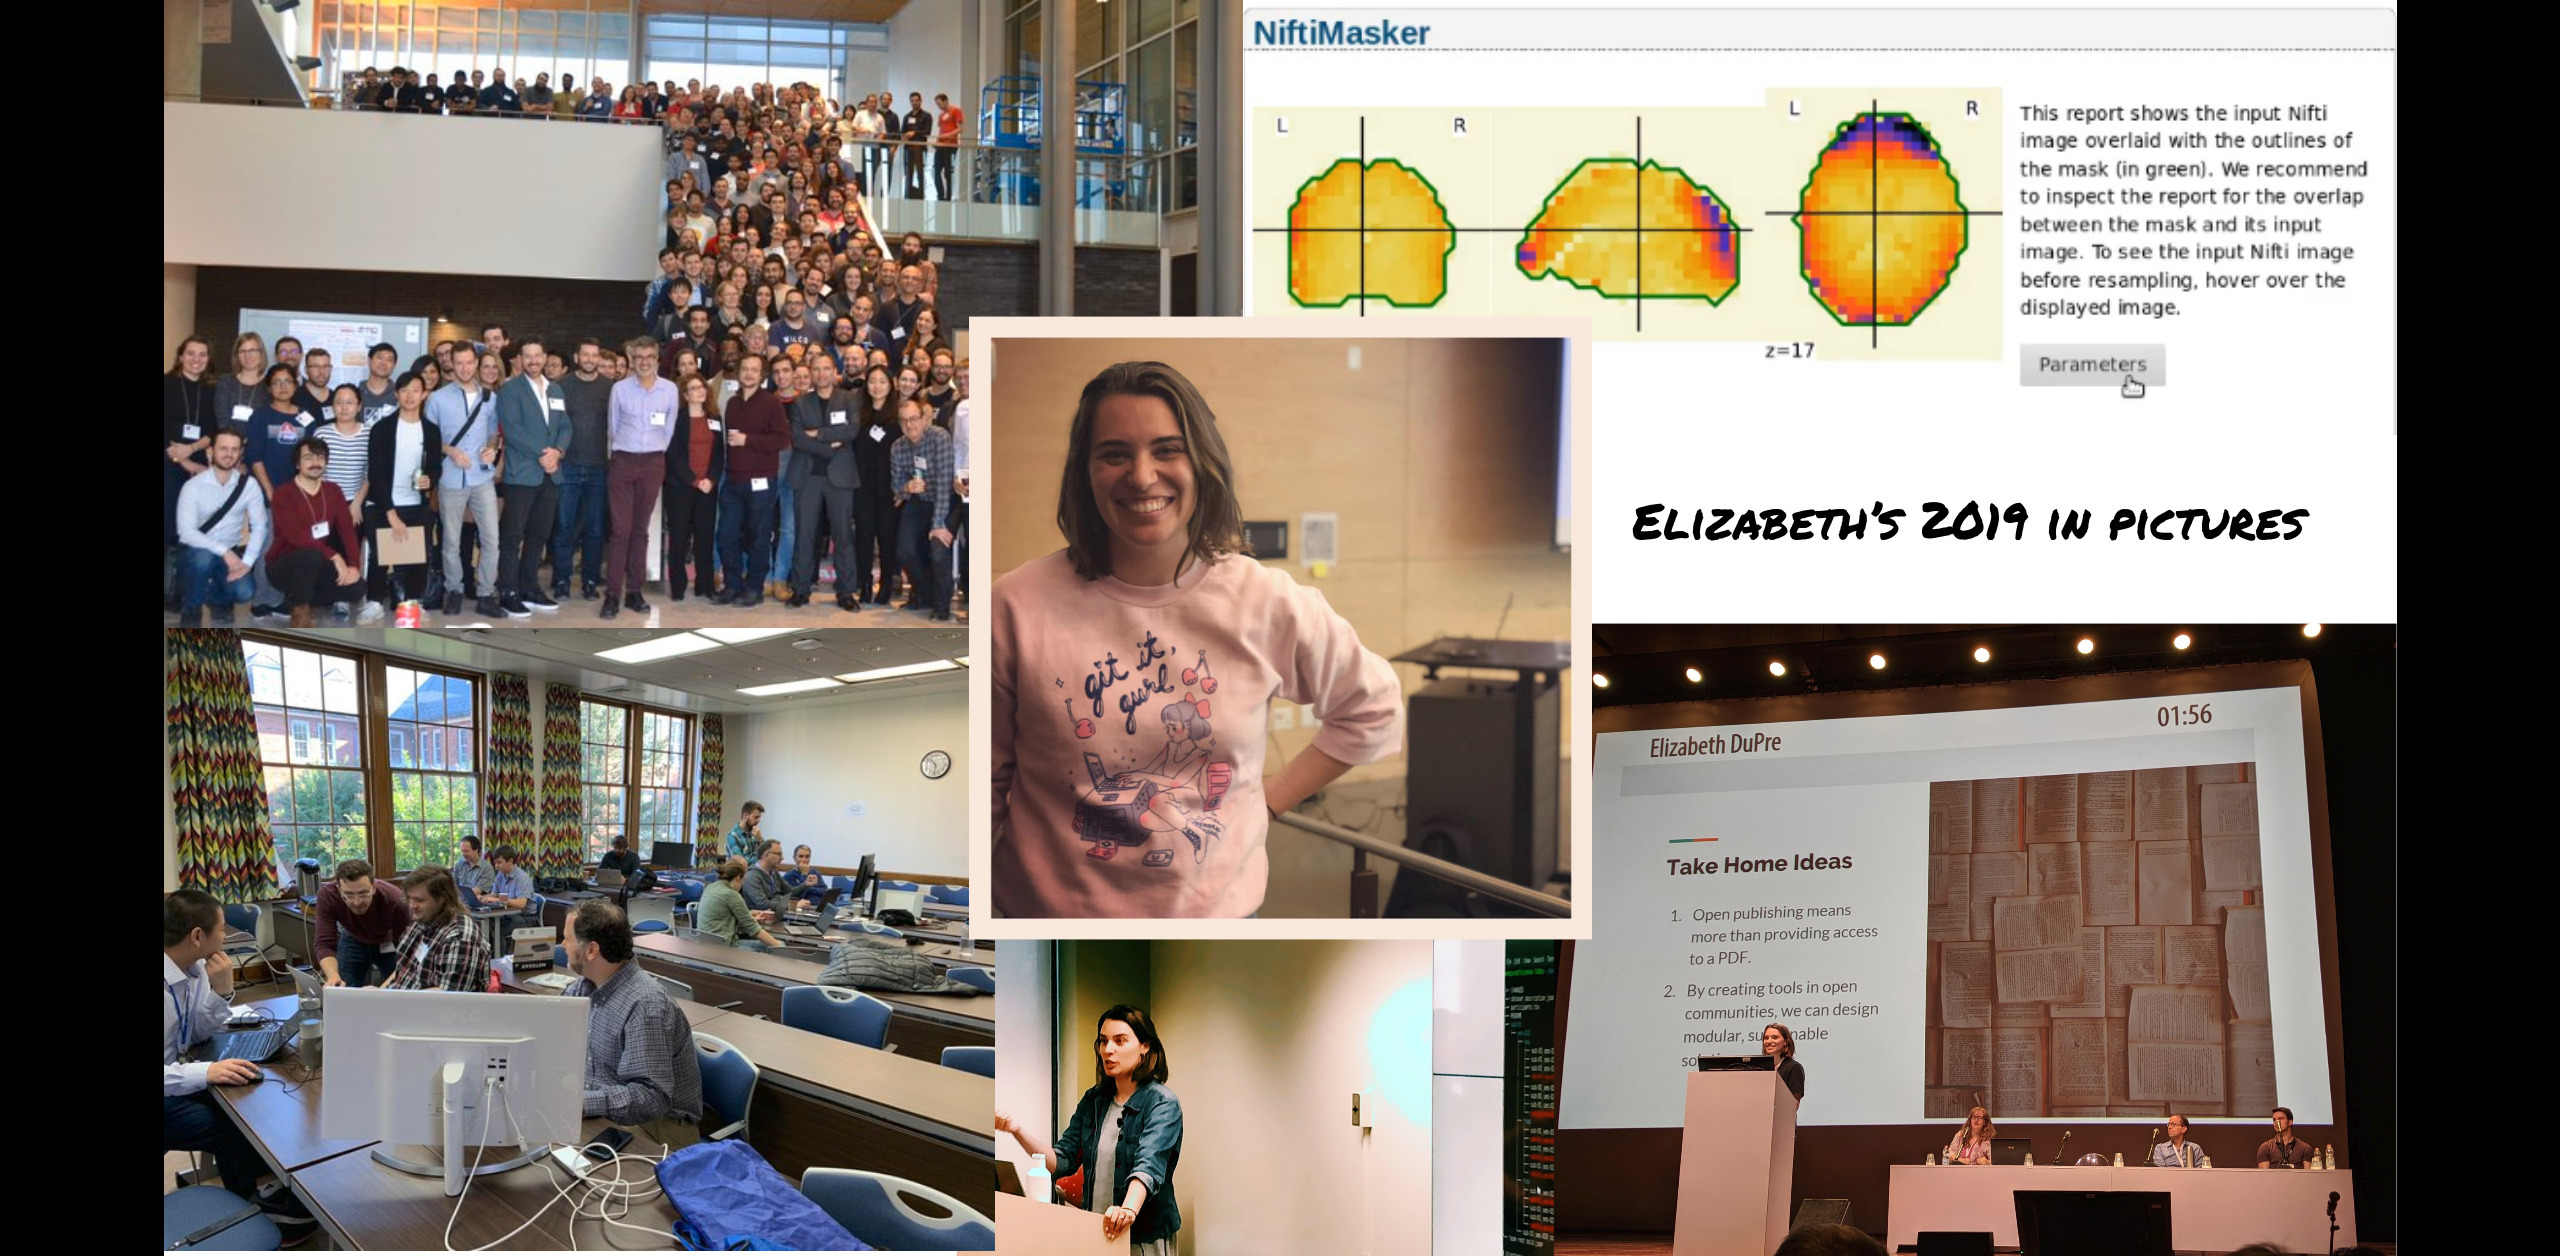 NiftiMasker
L R
L R
z=17
This report shows the input Nifti
image overlaid with the outlines of
the mask (in green). We recommend
to inspect the report for the overlap
between the mask and its input
image. To see the input Nifti image
before resampling, hover over the
displayed image.
Parameters
ELIZABETH'S 2019 IN PICTURES
git it,
gurl
LG
Elizabeth DuPre
01:56
Take Home Ideas
1. Open publishing means
more than providing access
to a PDF.
2. By creating tools in open
communities, we can design
modular,